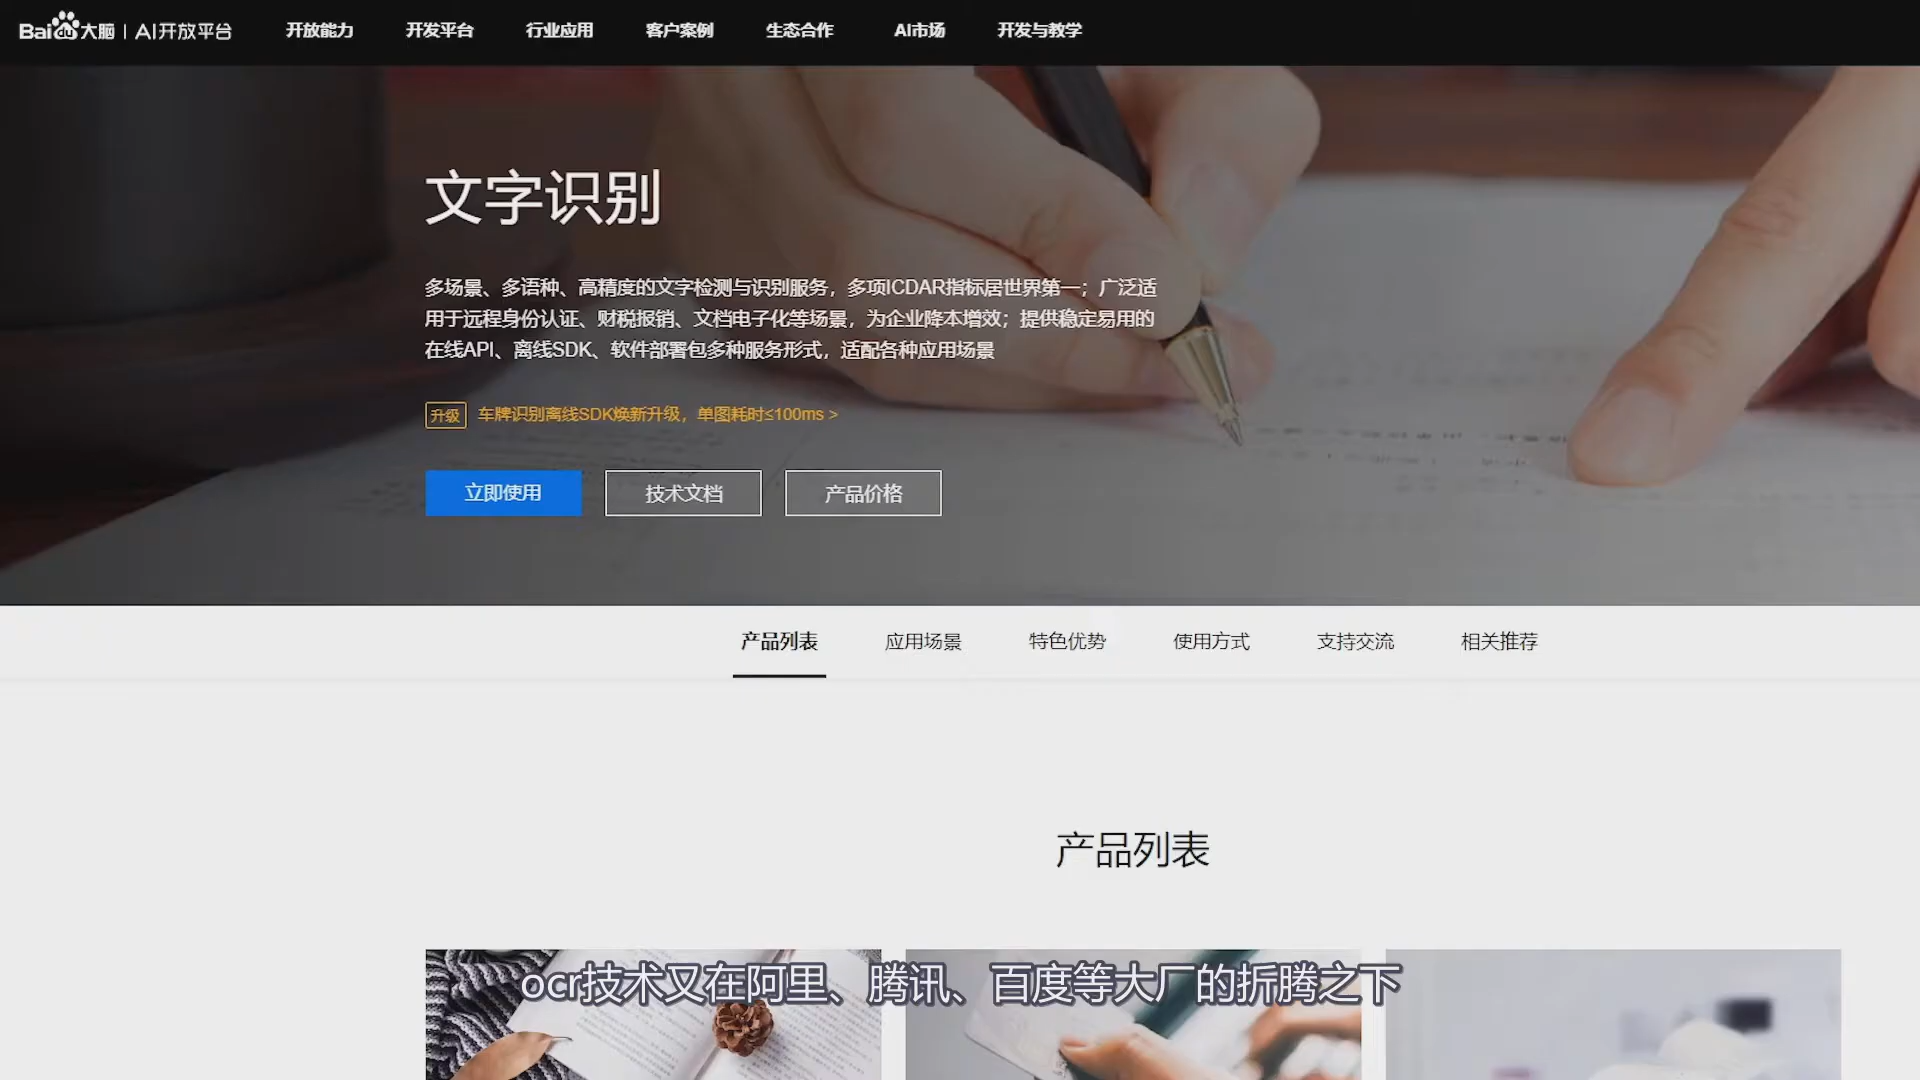 Bai du 大脑 | AI开放平台
开放能力 开发平台 行业应用 客户案例 生态合作 AI市场 开发与教学
文字识别
多场景、多语种、高精度的文字检测与识别服务，多项ICDAR指标居世界第一；广泛适
用于远程身份认证、财税报销、文档电子化等场景，为企业降本增效；提供稳定易用的
在线API、离线SDK、软件部署包多种服务形式，适配各种应用场景
升级 车牌识别离线SDK焕新升级，单图耗时≤100ms >
立即使用 技术文档 产品价格
产品列表 应用场景 特色优势 使用方式 支持交流 相关推荐
产品列表
ocr技术又在阿里、腾讯、百度等大厂的折腾之下